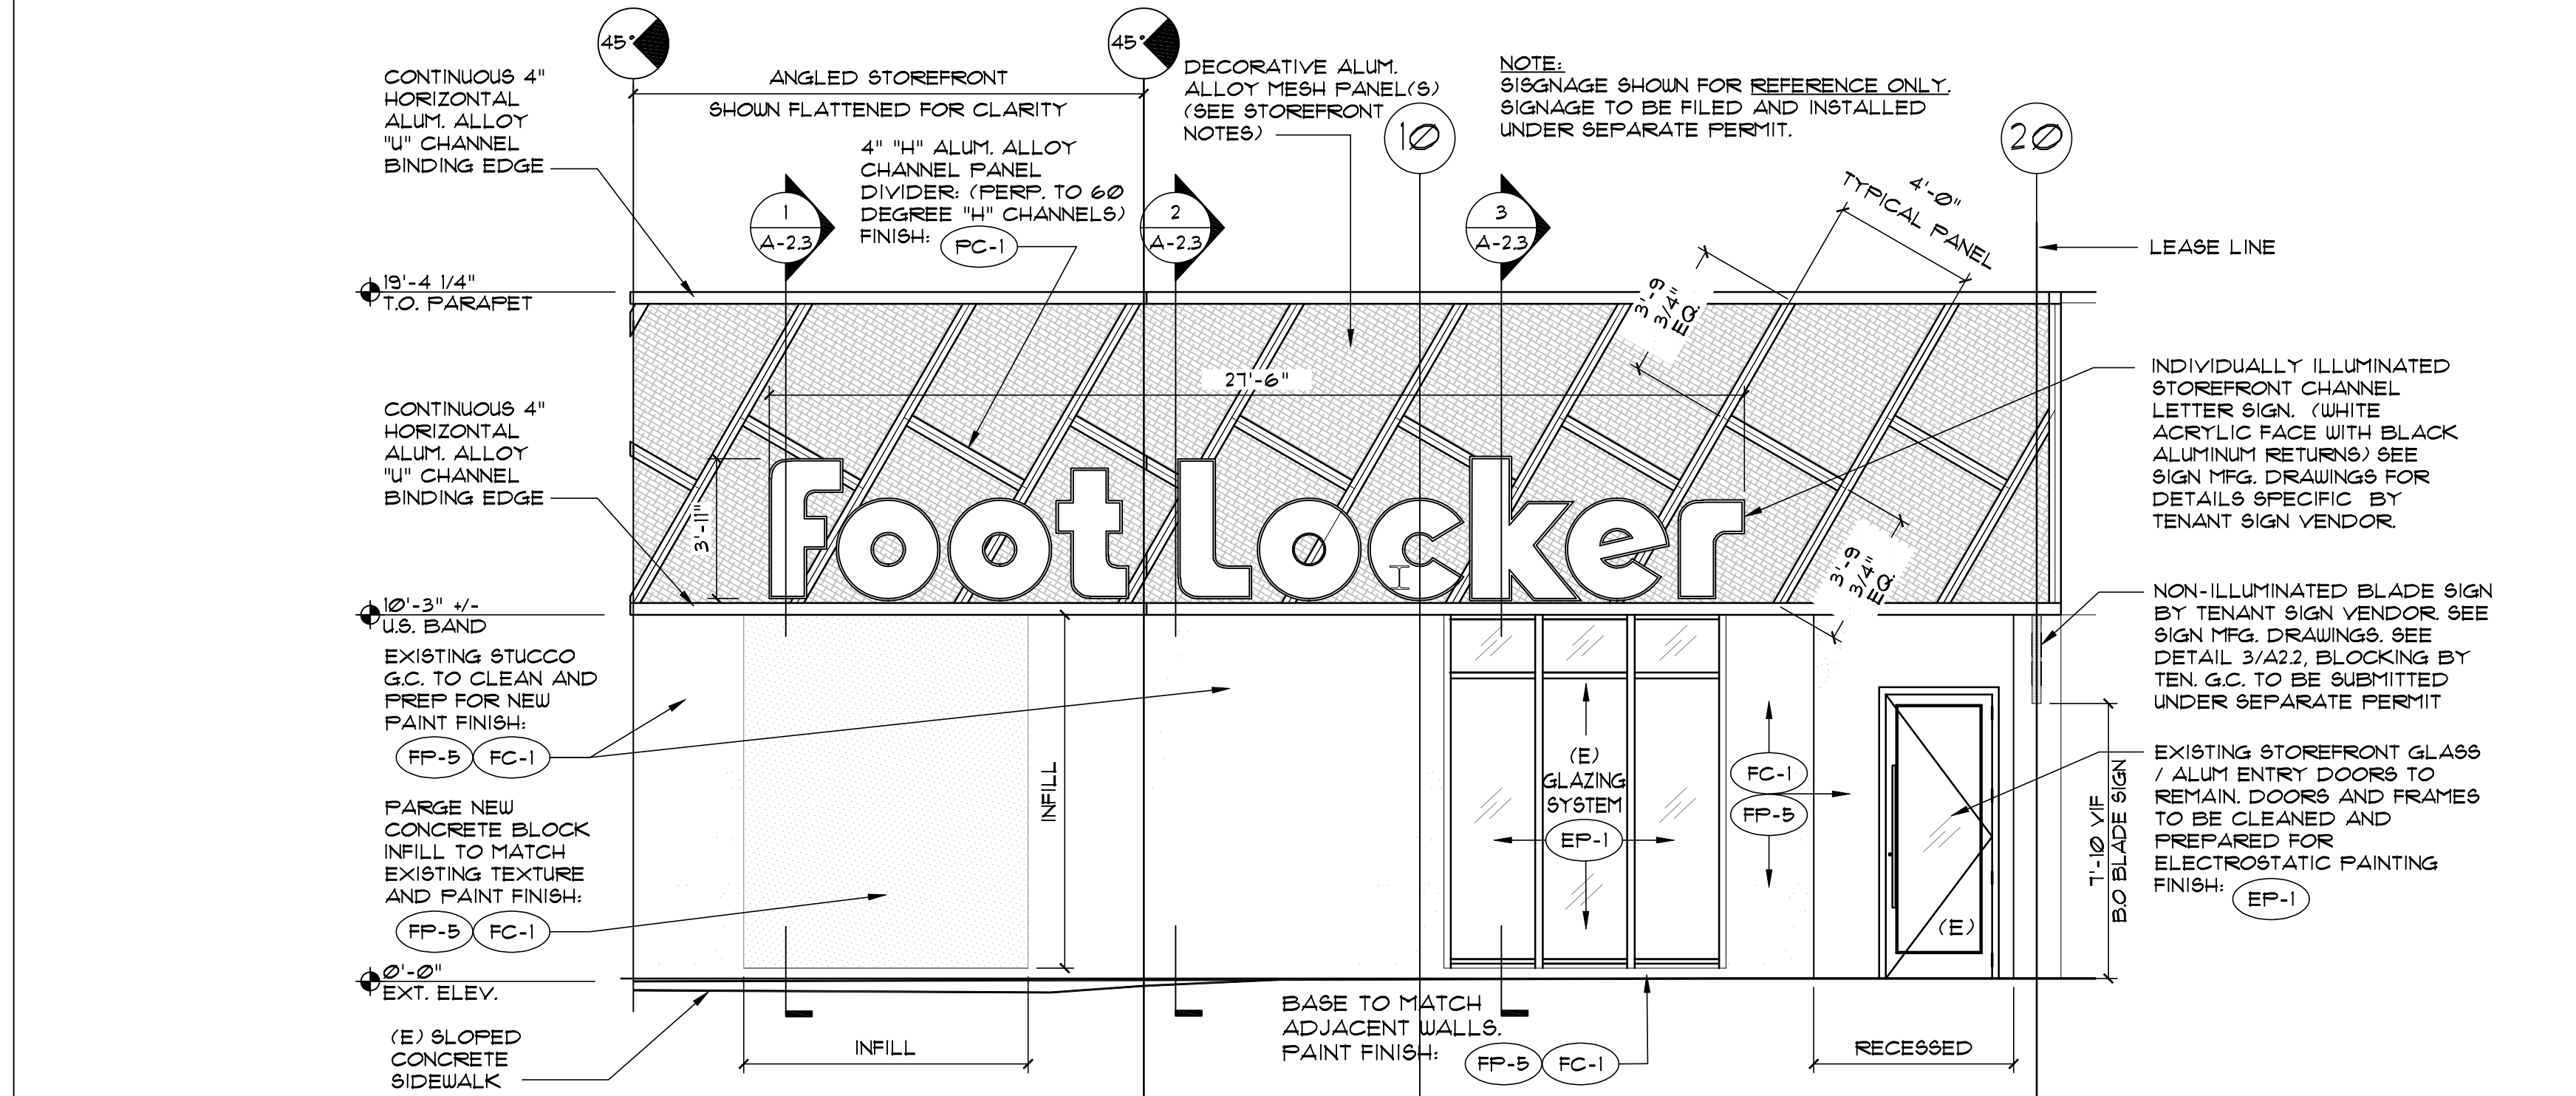 45°
45°
CONTINUOUS 4"
HORIZONTAL
ALUM. ALLOY
"U" CHANNEL
BINDING EDGE
ANGLED STOREFRONT
SHOWN FLATTENED FOR CLARITY
4" "H" ALUM. ALLOY
CHANNEL PANEL
DIVIDER: (PERP. TO 60
DEGREE "H" CHANNELS)
FINISH:
PC-1
DECORATIVE ALUM.
ALLOY MESH PANEL(S)
(SEE STOREFRONT
NOTES)
10
NOTE:
SISGNAGE SHOWN FOR REFERENCE ONLY.
SIGNAGE TO BE FILED AND INSTALLED
UNDER SEPARATE PERMIT.
20
1
A-2.3
2
A-2.3
3
A-2.3
4'-0"
TYPICAL PANEL
LEASE LINE
19'-4 1/4"
T.O. PARAPET
3'-9
3/4"
EQ.
27'-6"
CONTINUOUS 4"
HORIZONTAL
ALUM. ALLOY
"U" CHANNEL
BINDING EDGE
3'-11"
foot Locker
INDIVIDUALLY ILLUMINATED
STOREFRONT CHANNEL
LETTER SIGN. (WHITE
ACRYLIC FACE WITH BLACK
ALUMINUM RETURNS) SEE
SIGN MFG. DRAWINGS FOR
DETAILS SPECIFIC BY
TENANT SIGN VENDOR.
3'-9
3/4"
EQ.
10'-3" +/-
U.S. BAND
NON-ILLUMINATED BLADE SIGN
BY TENANT SIGN VENDOR. SEE
SIGN MFG. DRAWINGS. SEE
DETAIL 3/A2.2, BLOCKING BY
TEN. G.C. TO BE SUBMITTED
UNDER SEPARATE PERMIT
EXISTING STUCCO
G.C. TO CLEAN AND
PREP FOR NEW
PAINT FINISH:
FP-5
FC-1
INFILL
(E)
GLAZING
SYSTEM
EP-1
FC-1
FP-5
EXISTING STOREFRONT GLASS
/ ALUM ENTRY DOORS TO
REMAIN. DOORS AND FRAMES
TO BE CLEANED AND
PREPARED FOR
ELECTROSTATIC PAINTING
FINISH:
EP-1
7'-10 VIF
B.O BLADE SIGN
(E)
PARGE NEW
CONCRETE BLOCK
INFILL TO MATCH
EXISTING TEXTURE
AND PAINT FINISH:
FP-5
FC-1
0'-0"
EXT. ELEV.
(E) SLOPED
CONCRETE
SIDEWALK
INFILL
BASE TO MATCH
ADJACENT WALLS.
PAINT FINISH:
FP-5
FC-1
RECESSED